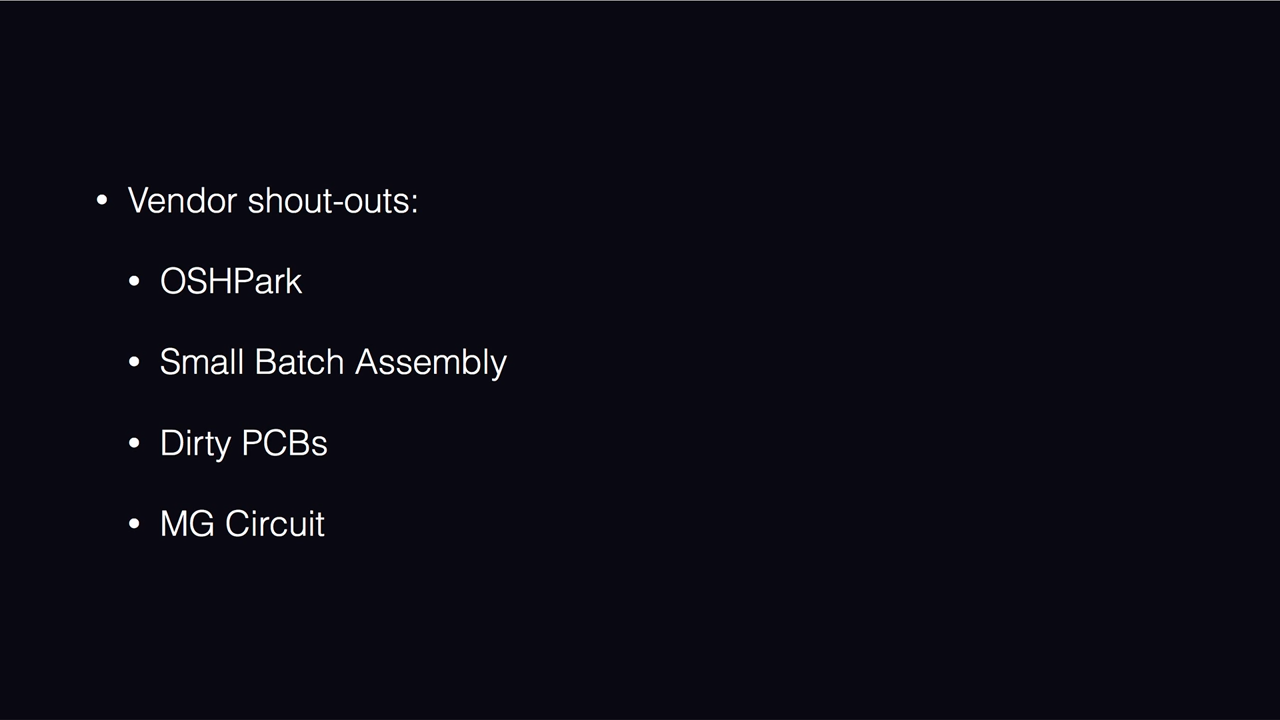 • Vendor shout-outs:
• OSHPark
• Small Batch Assembly
• Dirty PCBs
• MG Circuit